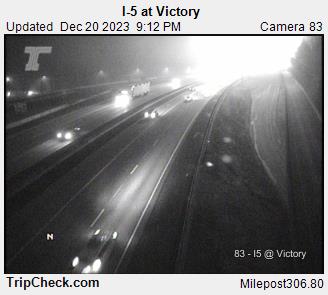 I-5 at Victory
Updated  Dec 20 2023  9:12 PM
Camera 83
T
N
83 - I5 @ Victory
TripCheck.com
Milepost306.80